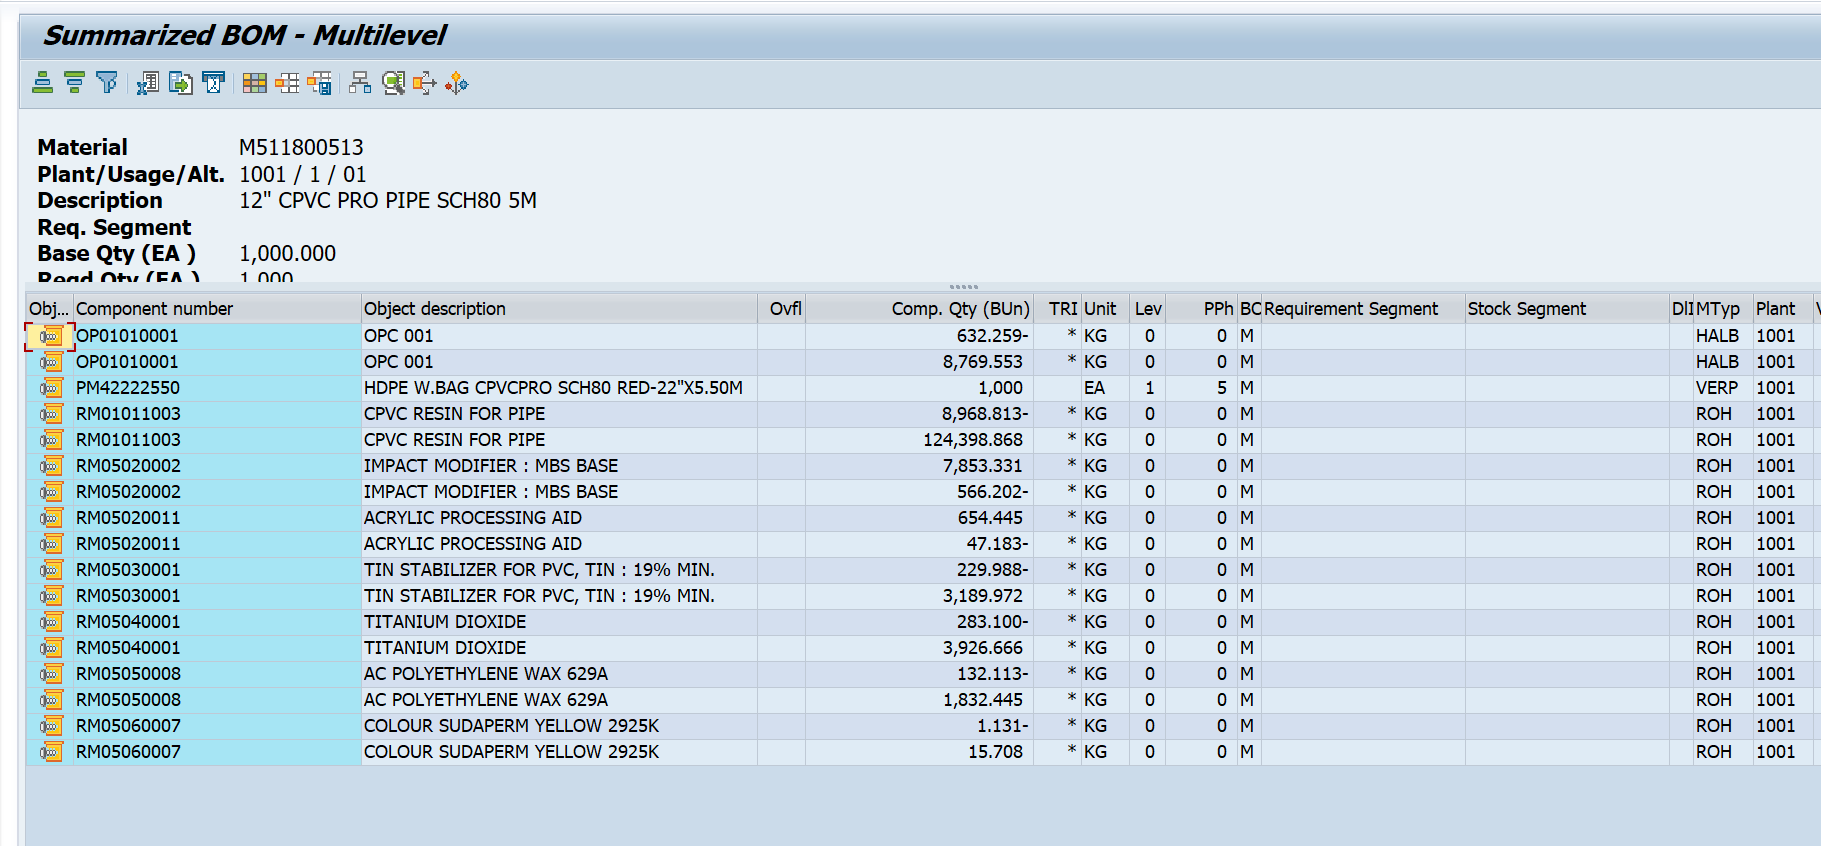 Summarized BOM - Multilevel
Material M511800513
Plant/Usage/Alt. 1001 / 1 / 01
Description 12" CPVC PRO PIPE SCH80 5M
Req. Segment
Base Qty (EA ) 1,000.000
Reqd Qty (EA ) 1,000
Obj... Component number Object description Ovfl Comp. Qty (BUn) TRI Unit Lev PPh BC Requirement Segment Stock Segment DlI MTyp Plant V
OP01010001 OPC 001 632.259- * KG 0 0 M HALB 1001
OP01010001 OPC 001 8,769.553 * KG 0 0 M HALB 1001
PM42222550 HDPE W.BAG CPVCPRO SCH80 RED-22"X5.50M 1,000 EA 1 5 M VERP 1001
RM01011003 CPVC RESIN FOR PIPE 8,968.813- * KG 0 0 M ROH 1001
RM01011003 CPVC RESIN FOR PIPE 124,398.868 * KG 0 0 M ROH 1001
RM05020002 IMPACT MODIFIER : MBS BASE 7,853.331 * KG 0 0 M ROH 1001
RM05020002 IMPACT MODIFIER : MBS BASE 566.202- * KG 0 0 M ROH 1001
RM05020011 ACRYLIC PROCESSING AID 654.445 * KG 0 0 M ROH 1001
RM05020011 ACRYLIC PROCESSING AID 47.183- * KG 0 0 M ROH 1001
RM05030001 TIN STABILIZER FOR PVC, TIN : 19% MIN. 229.988- * KG 0 0 M ROH 1001
RM05030001 TIN STABILIZER FOR PVC, TIN : 19% MIN. 3,189.972 * KG 0 0 M ROH 1001
RM05040001 TITANIUM DIOXIDE 283.100- * KG 0 0 M ROH 1001
RM05040001 TITANIUM DIOXIDE 3,926.666 * KG 0 0 M ROH 1001
RM05050008 AC POLYETHYLENE WAX 629A 132.113- * KG 0 0 M ROH 1001
RM05050008 AC POLYETHYLENE WAX 629A 1,832.445 * KG 0 0 M ROH 1001
RM05060007 COLOUR SUDAPERM YELLOW 2925K 1.131- * KG 0 0 M ROH 1001
RM05060007 COLOUR SUDAPERM YELLOW 2925K 15.708 * KG 0 0 M ROH 1001